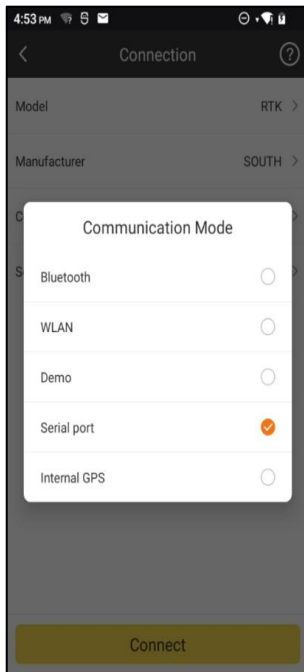 4:53 PM
Connection
Model RTK
Manufacturer SOUTH
C
Communication Mode
S
Bluetooth
WLAN
Demo
Serial port
Internal GPS
Connect